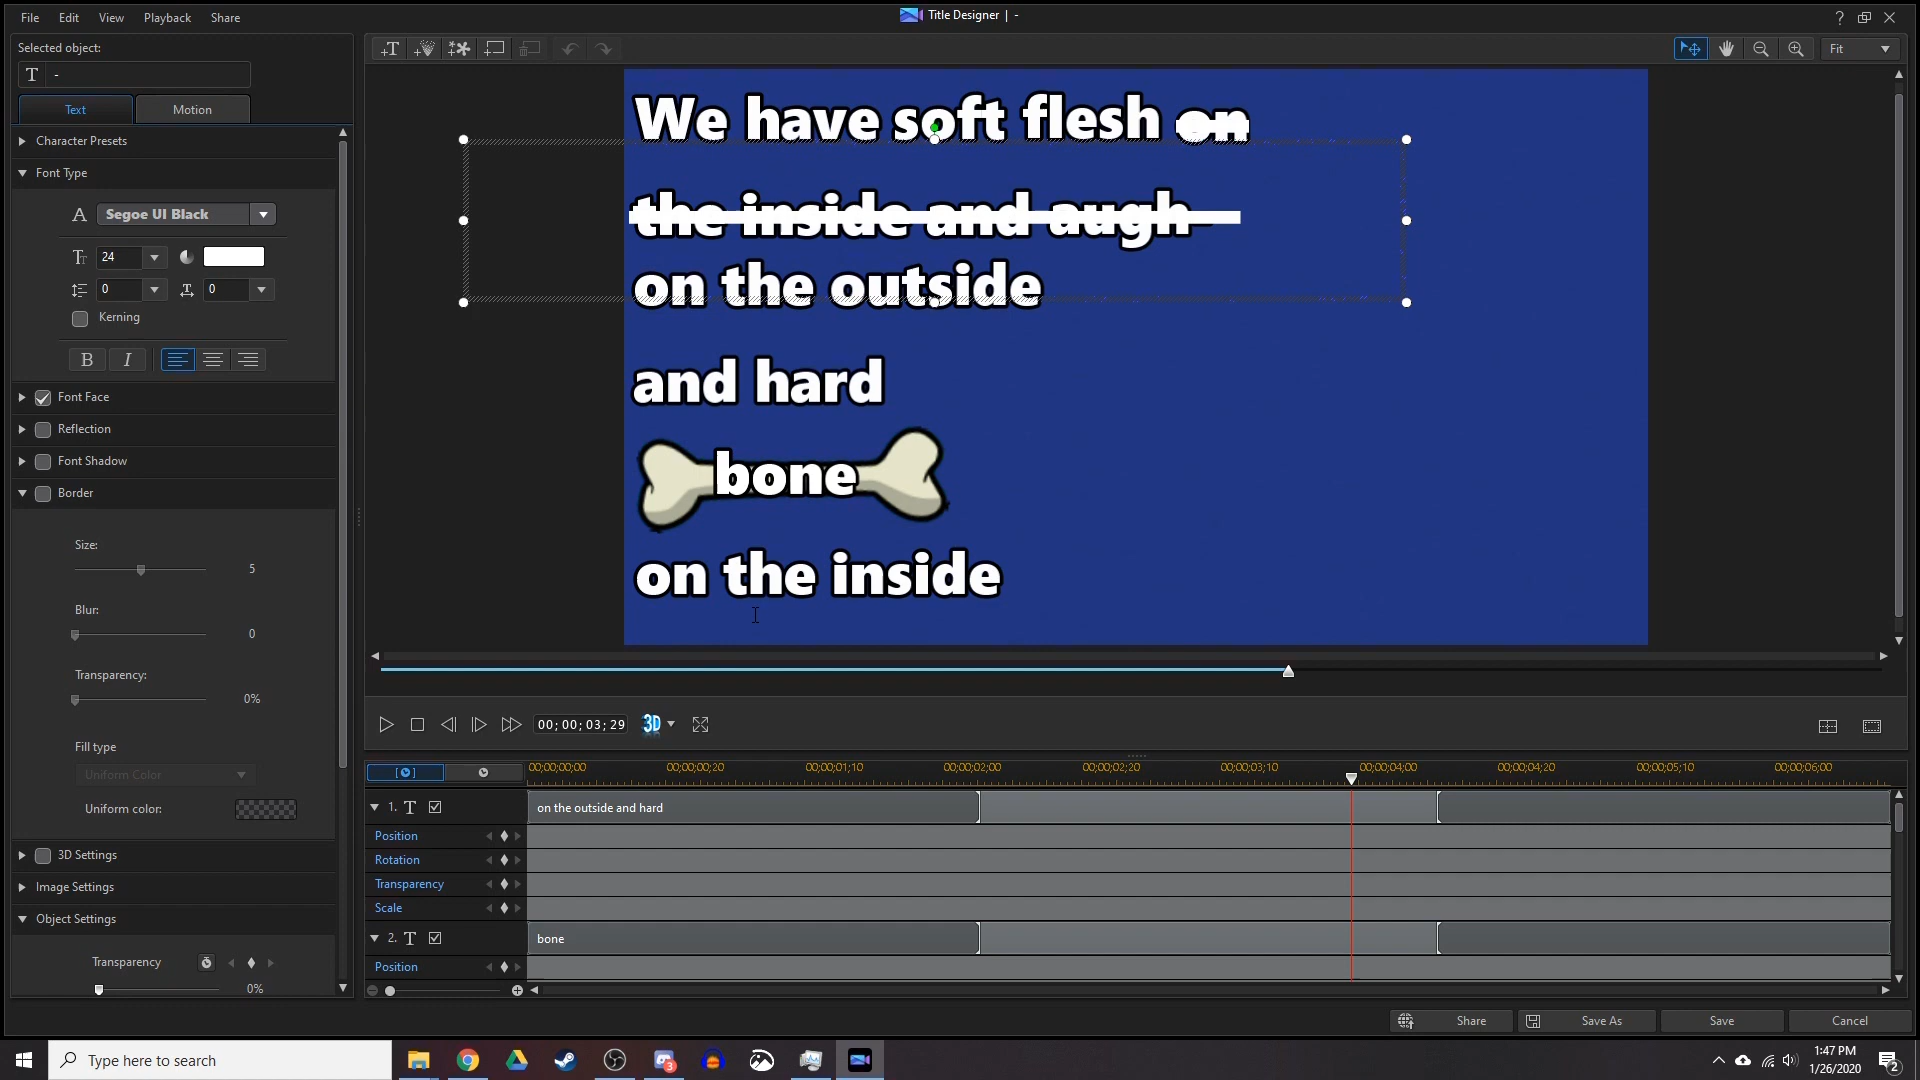 File Edit View Playback Share
Title Designer | -
Selected object:
T -
Text Motion
Character Presets
Font Type
Segoe UI Black
24
0 0
Kerning
B I
Font Face
Reflection
Font Shadow
Border
Size:
5
Blur:
0
Transparency:
0%
Fill type
Uniform Color
Uniform color:
3D Settings
Image Settings
Object Settings
Transparency
0%
Fit
We have soft flesh on
the inside and augh
on the outside
and hard
bone
on the inside
00;00;03;29 3D
00;00;00;00 00;00;00;20 00;00;01;10 00;00;02;00 00;00;02;20 00;00;03;10 00;00;04;00 00;00;04;20 00;00;05;10 00;00;06;00
1. T on the outside and hard
Position
Rotation
Transparency
Scale
2. T bone
Position
Share Save As Save Cancel
Type here to search
3
1:47 PM
1/26/2020
2